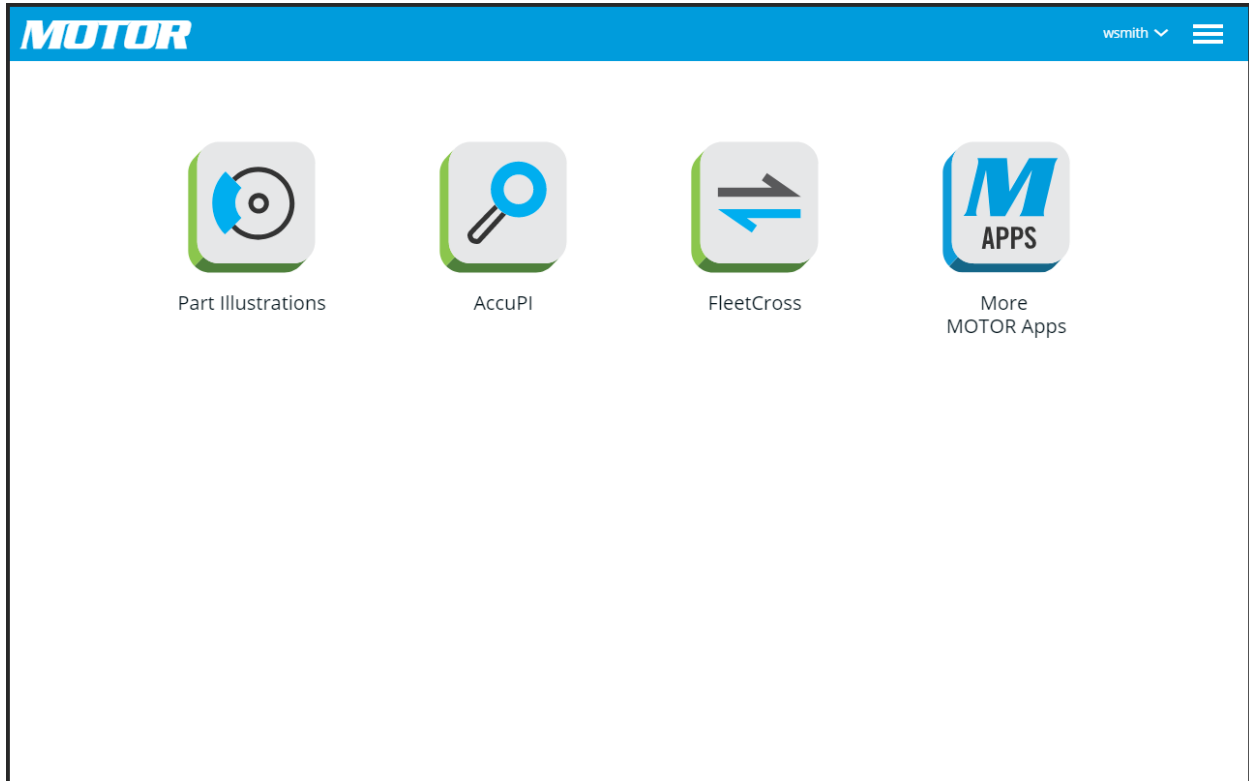 MOTOR
wsmith
M
APPS
Part Illustrations
AccuPI
FleetCross
More
MOTOR Apps